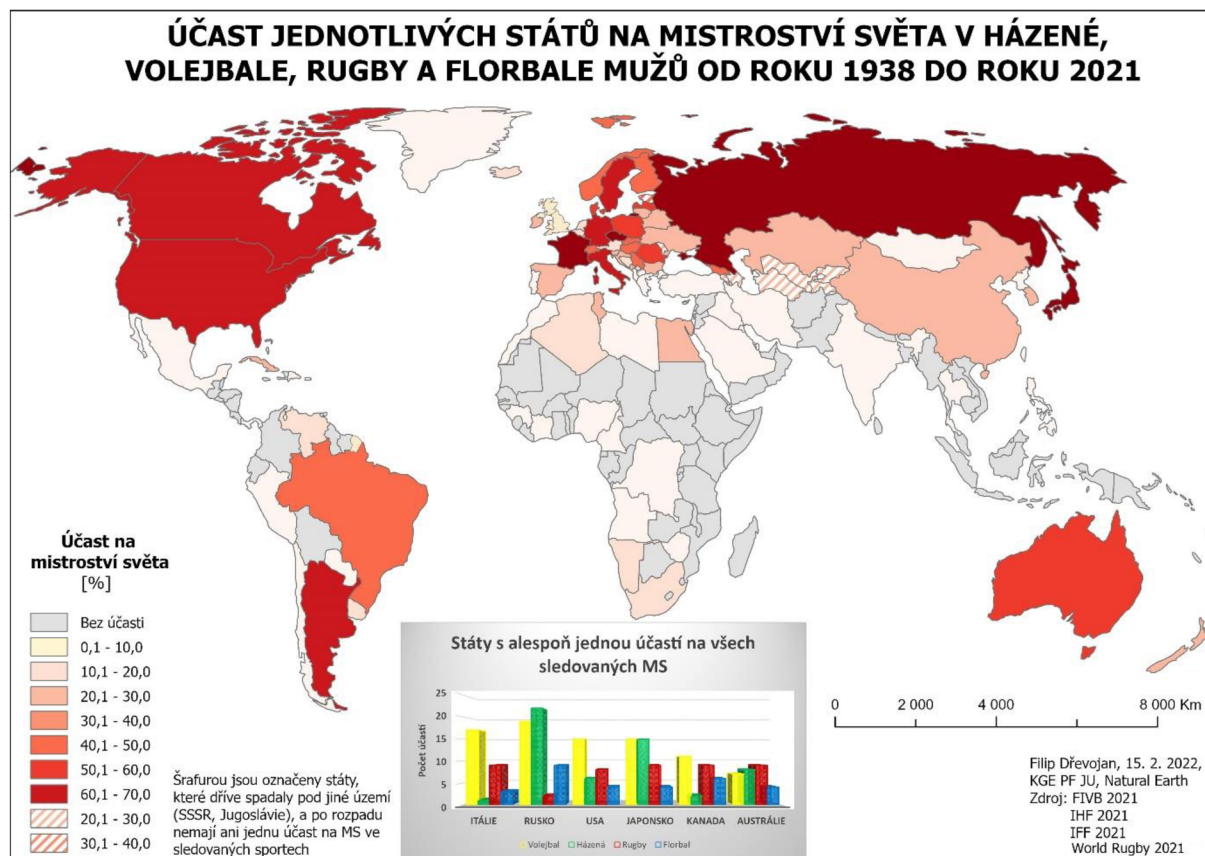 ÚČAST JEDNOTLIVÝCH STÁTŮ NA MISTROSTVÍ SVĚTA V HÁZENÉ,
VOLEJBALE, RUGBY A FLORBALE MUŽŮ OD ROKU 1938 DO ROKU 2021
Účast na
mistroství světa
[%]
Bez účasti
0,1 - 10,0
10,1 - 20,0
20,1 - 30,0
30,1 - 40,0
40,1 - 50,0
50,1 - 60,0
60,1 - 70,0
20,1 - 30,0
30,1 - 40,0
Šrafurou jsou označeny státy,
které dříve spadaly pod jiné území
(SSSR, Jugoslávie), a po rozpadu
nemají ani jednu účast na MS ve
sledovaných sportech
Státy s alespoň jednou účastí na všech
sledovaných MS
Počet účastí
25
20
15
10
5
0
ITÁLIE RUSKO USA JAPONSKO KANADA AUSTRÁLIE
Volejbal Házená Rugby Florbal
0 2 000 4 000 8 000 Km
Filip Dřevojan, 15. 2. 2022,
KGE PF JU, Natural Earth
Zdroj: FIVB 2021
IHF 2021
IFF 2021
World Rugby 2021